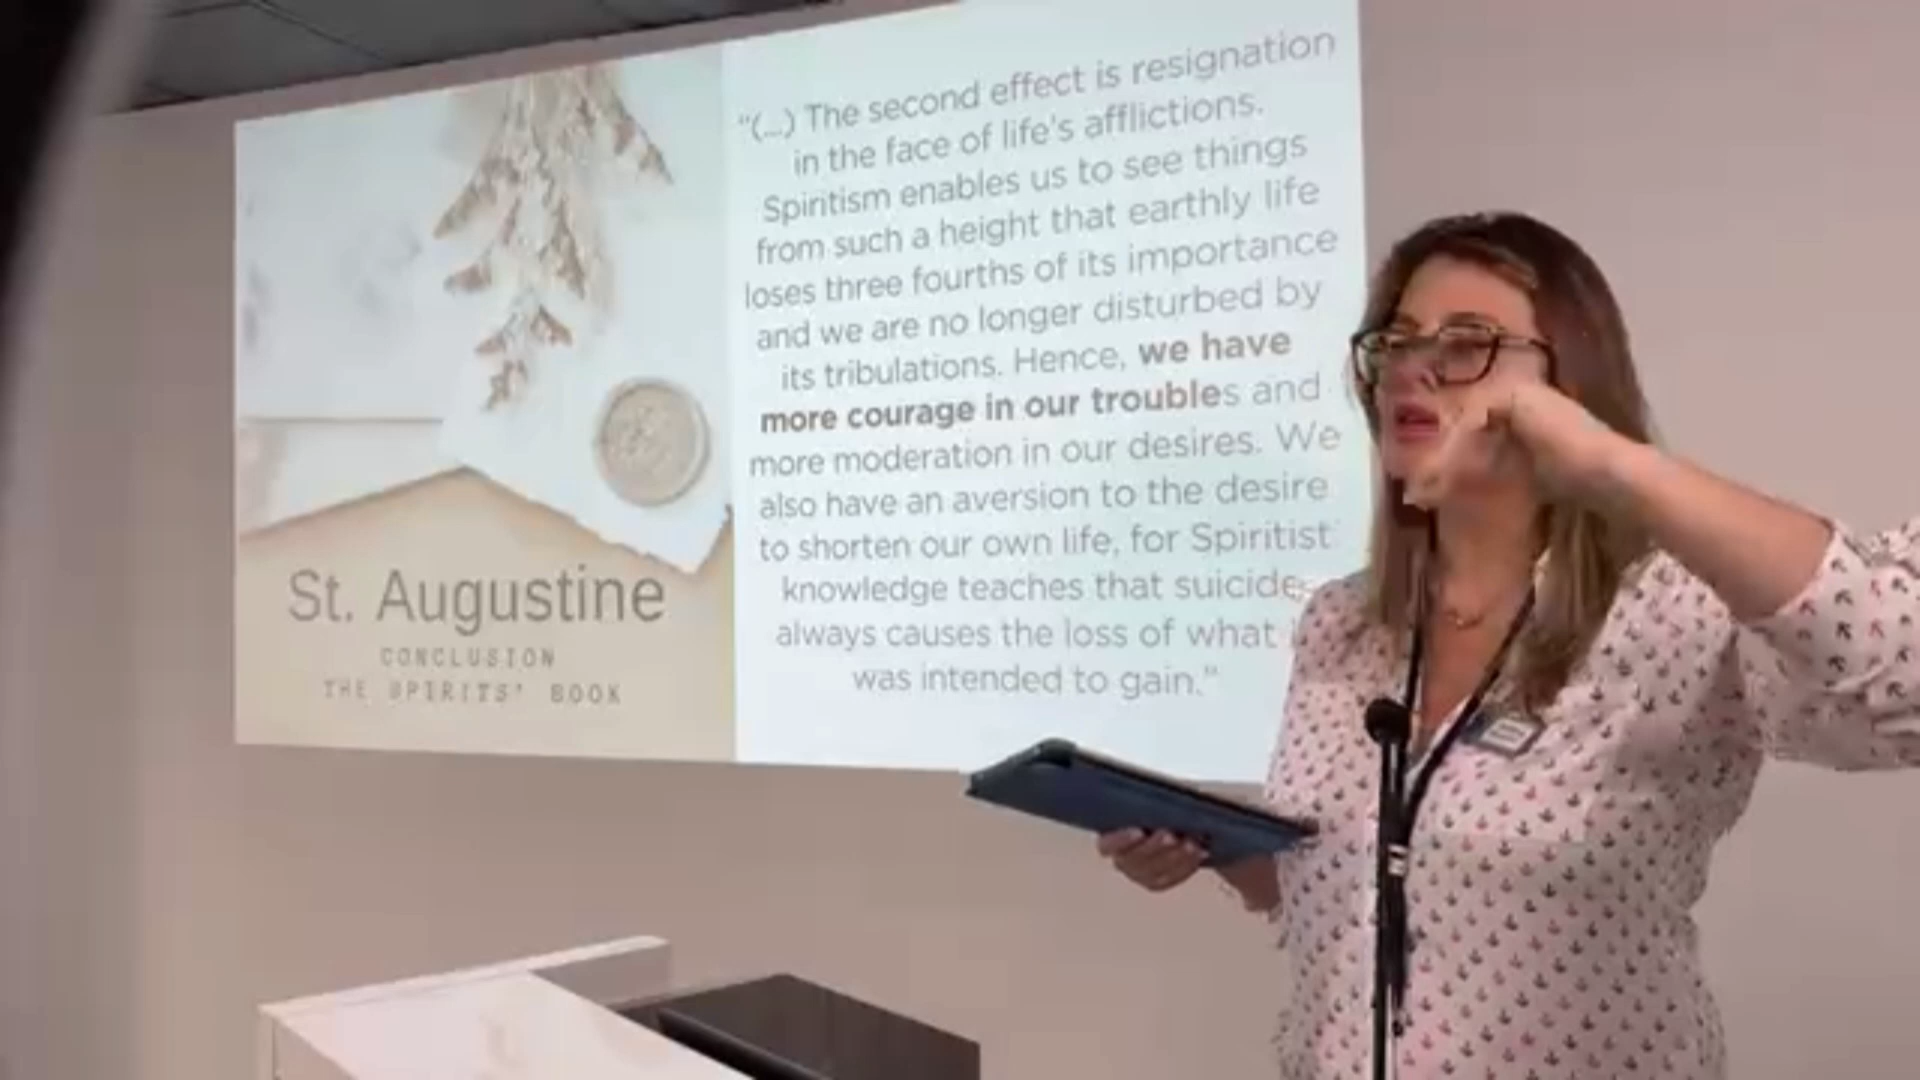 "(...) The second effect is resignation
in the face of life's afflictions.
Spiritism enables us to see things
from such a height that earthly life
loses three fourths of its importance
and we are no longer disturbed by
its tribulations. Hence, we have
more courage in our troubles and
more moderation in our desires. We
also have an aversion to the desire
to shorten our own life, for Spiritist
knowledge teaches that suicide
always causes the loss of what
was intended to gain."
St. Augustine
CONCLUSION
THE SPIRITS' BOOK